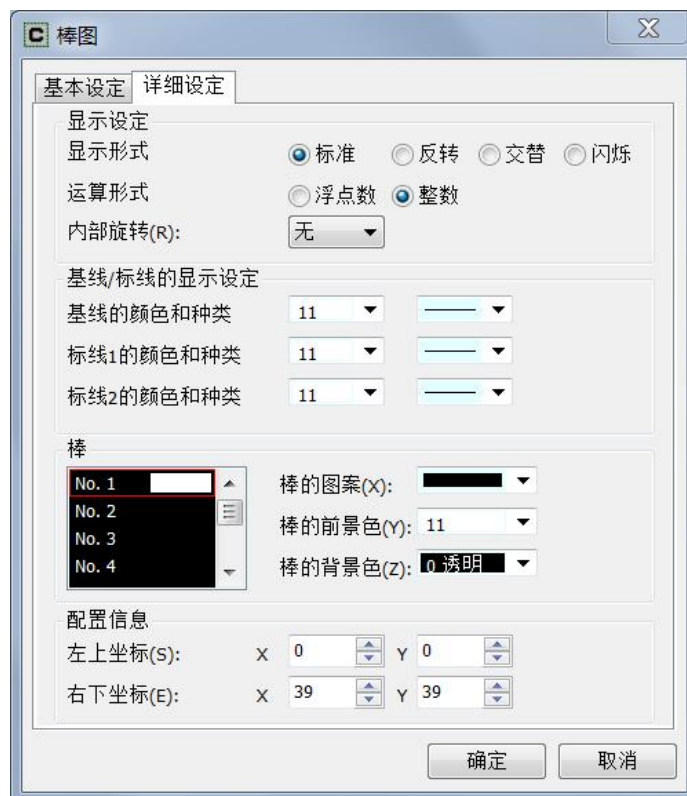 C 棒图
基本设定 详细设定
显示设定
显示形式 标准 反转 交替 闪烁
运算形式 浮点数 整数
内部旋转(R): 无
基线/标线的显示设定
基线的颜色和种类 11
标线1的颜色和种类 11
标线2的颜色和种类 11
棒
No. 1 棒的图案(X):
No. 2
棒的前景色(Y): 11
No. 3
No. 4 棒的背景色(Z): 0 透明
配置信息
左上坐标(S): X 0 Y 0
右下坐标(E): X 39 Y 39
确定 取消